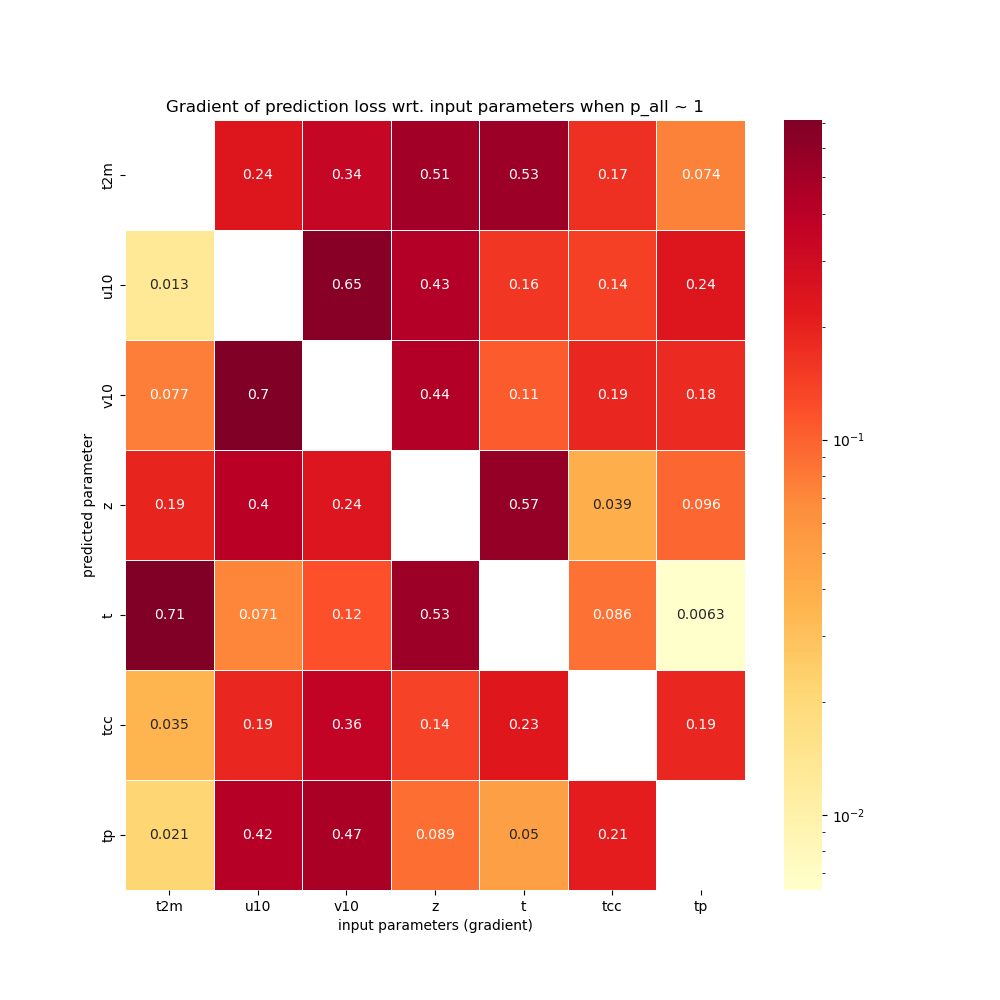 Gradient of prediction loss wrt. input parameters when p_all ~ 1
t2m 0.24 0.34 0.51 0.53 0.17 0.074
u10 0.013 0.65 0.43 0.16 0.14 0.24
v10 0.077 0.7 0.44 0.11 0.19 0.18
z 0.19 0.4 0.24 0.57 0.039 0.096
t 0.71 0.071 0.12 0.53 0.086 0.0063
tcc 0.035 0.19 0.36 0.14 0.23 0.19
tp 0.021 0.42 0.47 0.089 0.05 0.21
predicted parameter
t2m u10 v10 z t tcc tp
input parameters (gradient)
10⁻¹
10⁻²